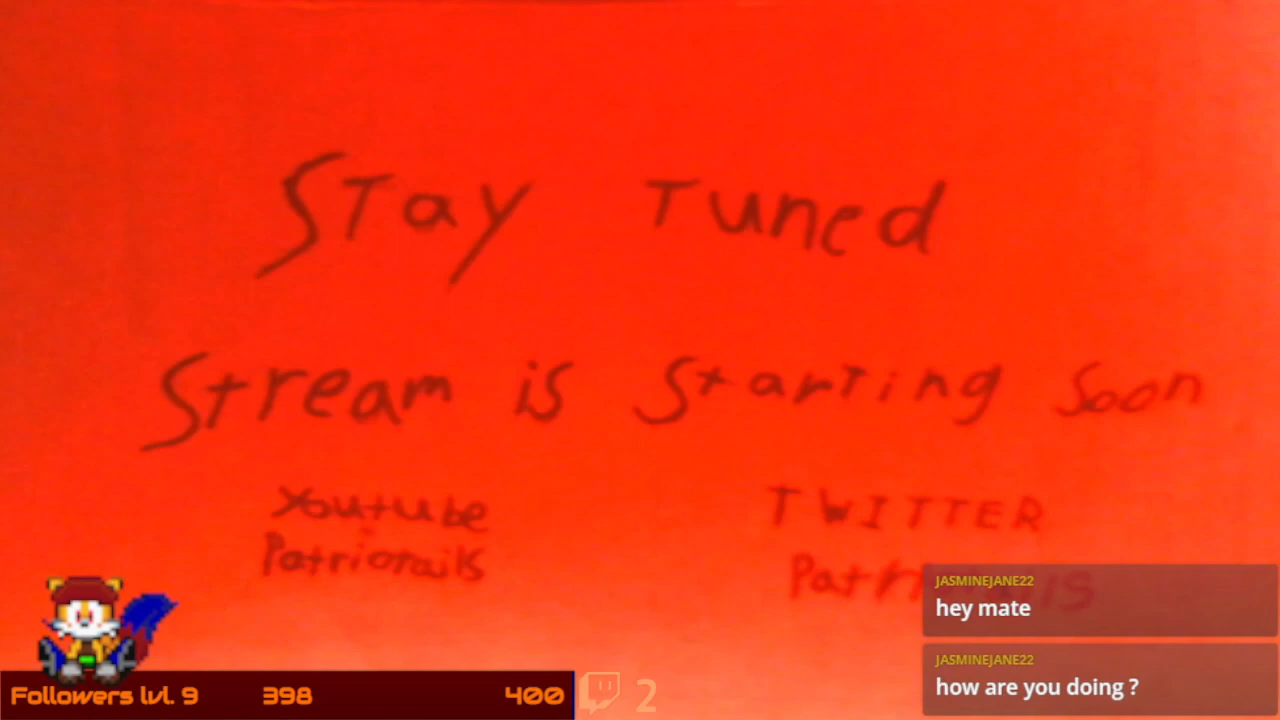 Stay Tuned
Stream is Starting Soon
Youtube
Patriotails
TWITTER
JASMINEJANE22
hey mate
JASMINEJANE22
how are you doing ?
Followers lvl. 9 398 400
2